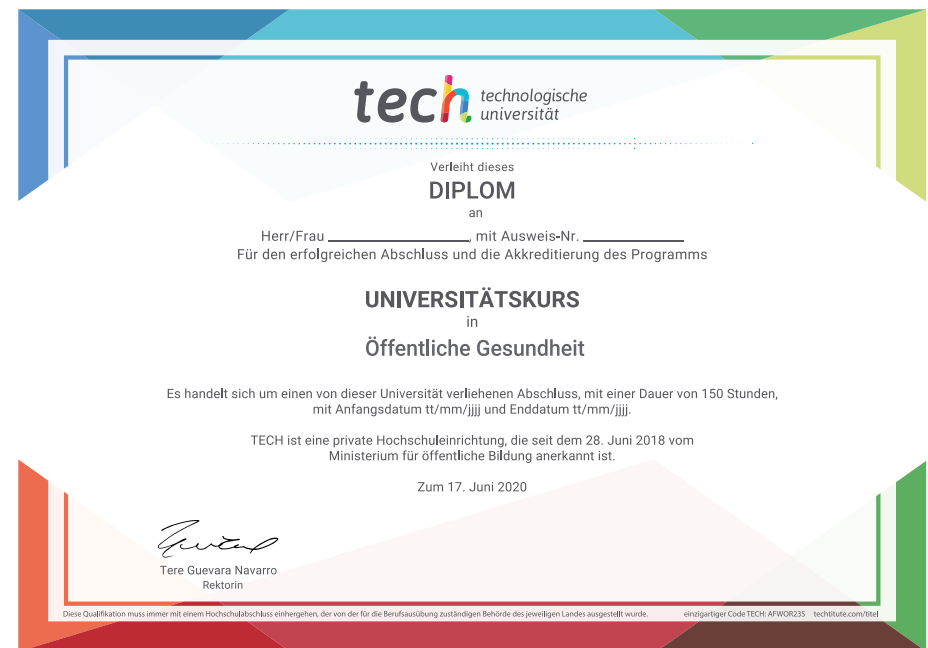 tech technologische
universität
Verleiht dieses
DIPLOM
an
Herr/Frau ____________, mit Ausweis-Nr. ____________
Für den erfolgreichen Abschluss und die Akkreditierung des Programms
UNIVERSITÄTSKURS
in
Öffentliche Gesundheit
Es handelt sich um einen von dieser Universität verliehenen Abschluss, mit einer Dauer von 150 Stunden,
mit Anfangsdatum tt/mm/jjjj und Enddatum tt/mm/jjjj.
TECH ist eine private Hochschuleinrichtung, die seit dem 28. Juni 2018 vom
Ministerium für öffentliche Bildung anerkannt ist.
Zum 17. Juni 2020
Tere Guevara Navarro
Rektorin
Diese Qualifikation muss immer mit einem Hochschulabschluss einhergehen, der von der für die Berufsausübung zuständigen Behörde des jeweiligen Landes ausgestellt wurde. einzigartiger Code TECH: AFWOR23S techtitute.com/titel